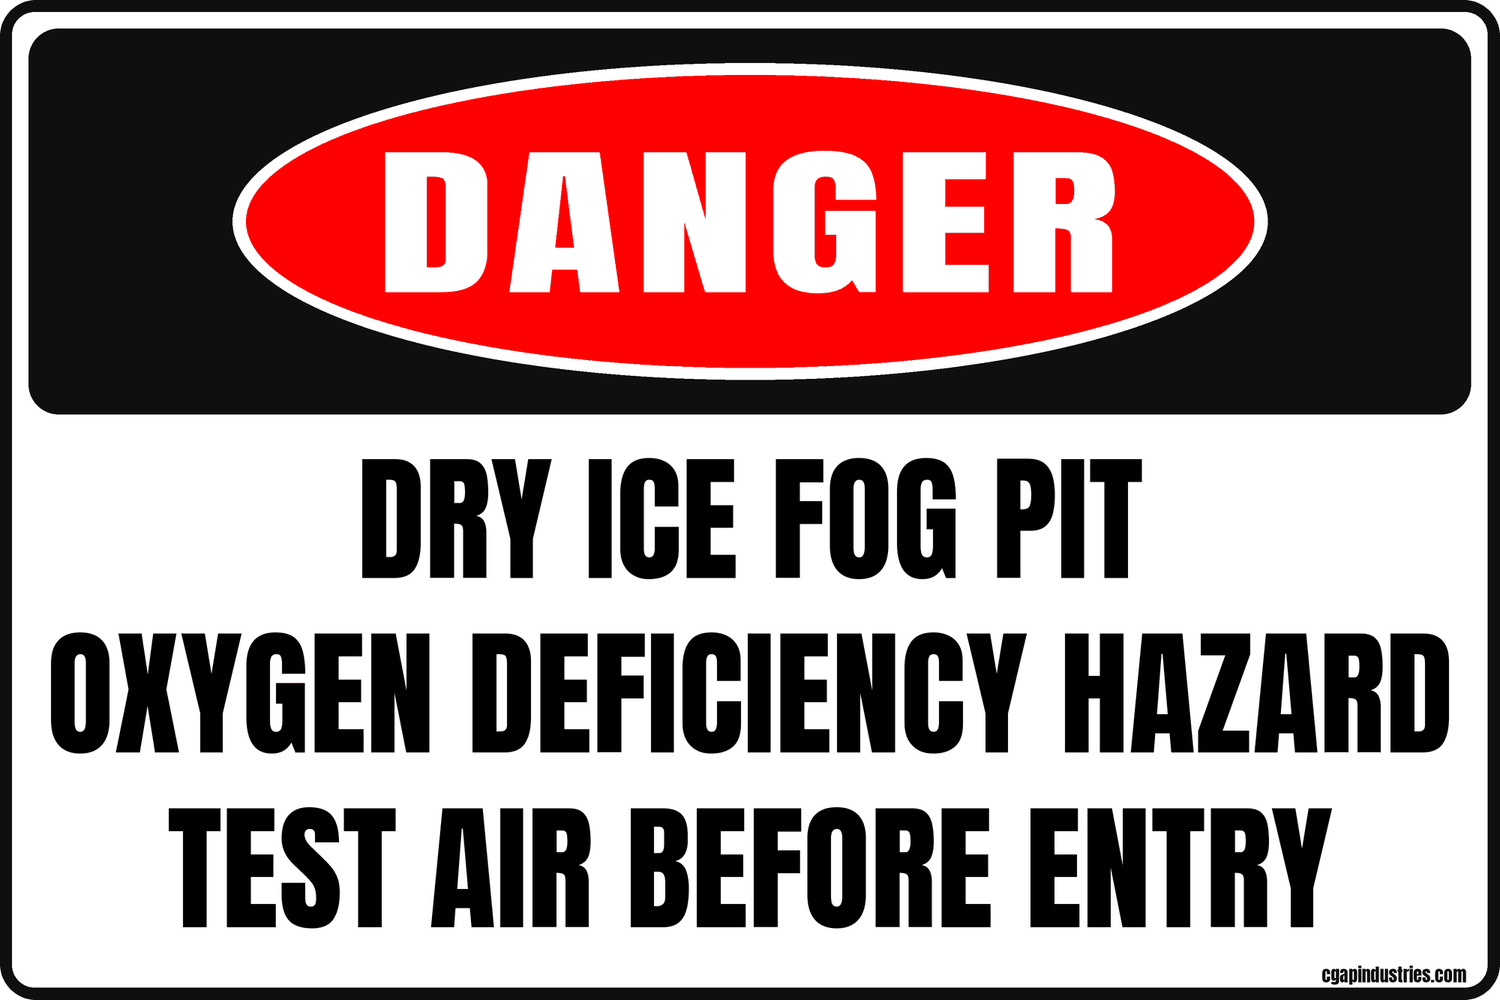 DANGER
DRY ICE FOG PIT
OXYGEN DEFICIENCY HAZARD
TEST AIR BEFORE ENTRY
cgapindustries.com